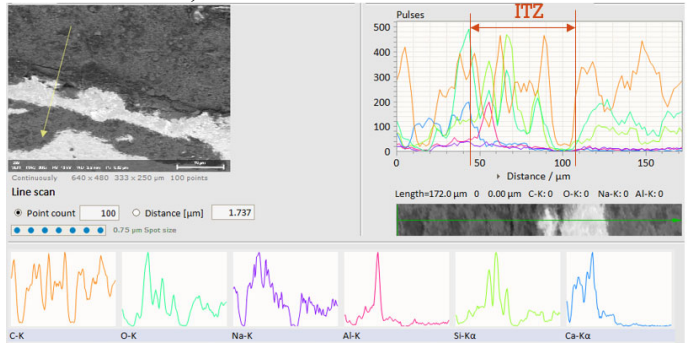 Pulses
ITZ
500
400
300
200
100
0
0 50 100 150
Distance / µm
Continuously 640 x 480 333 x 250 µm 100 points
Line scan
Point count 100 Distance [µm] 1.737
0.75 µm Spot size
Length=172.0 µm 0 0.00 µm C-K: 0 O-K: 0 Na-K: 0 Al-K: 0
C-K O-K Na-K Al-K Si-Kα Ca-Kα